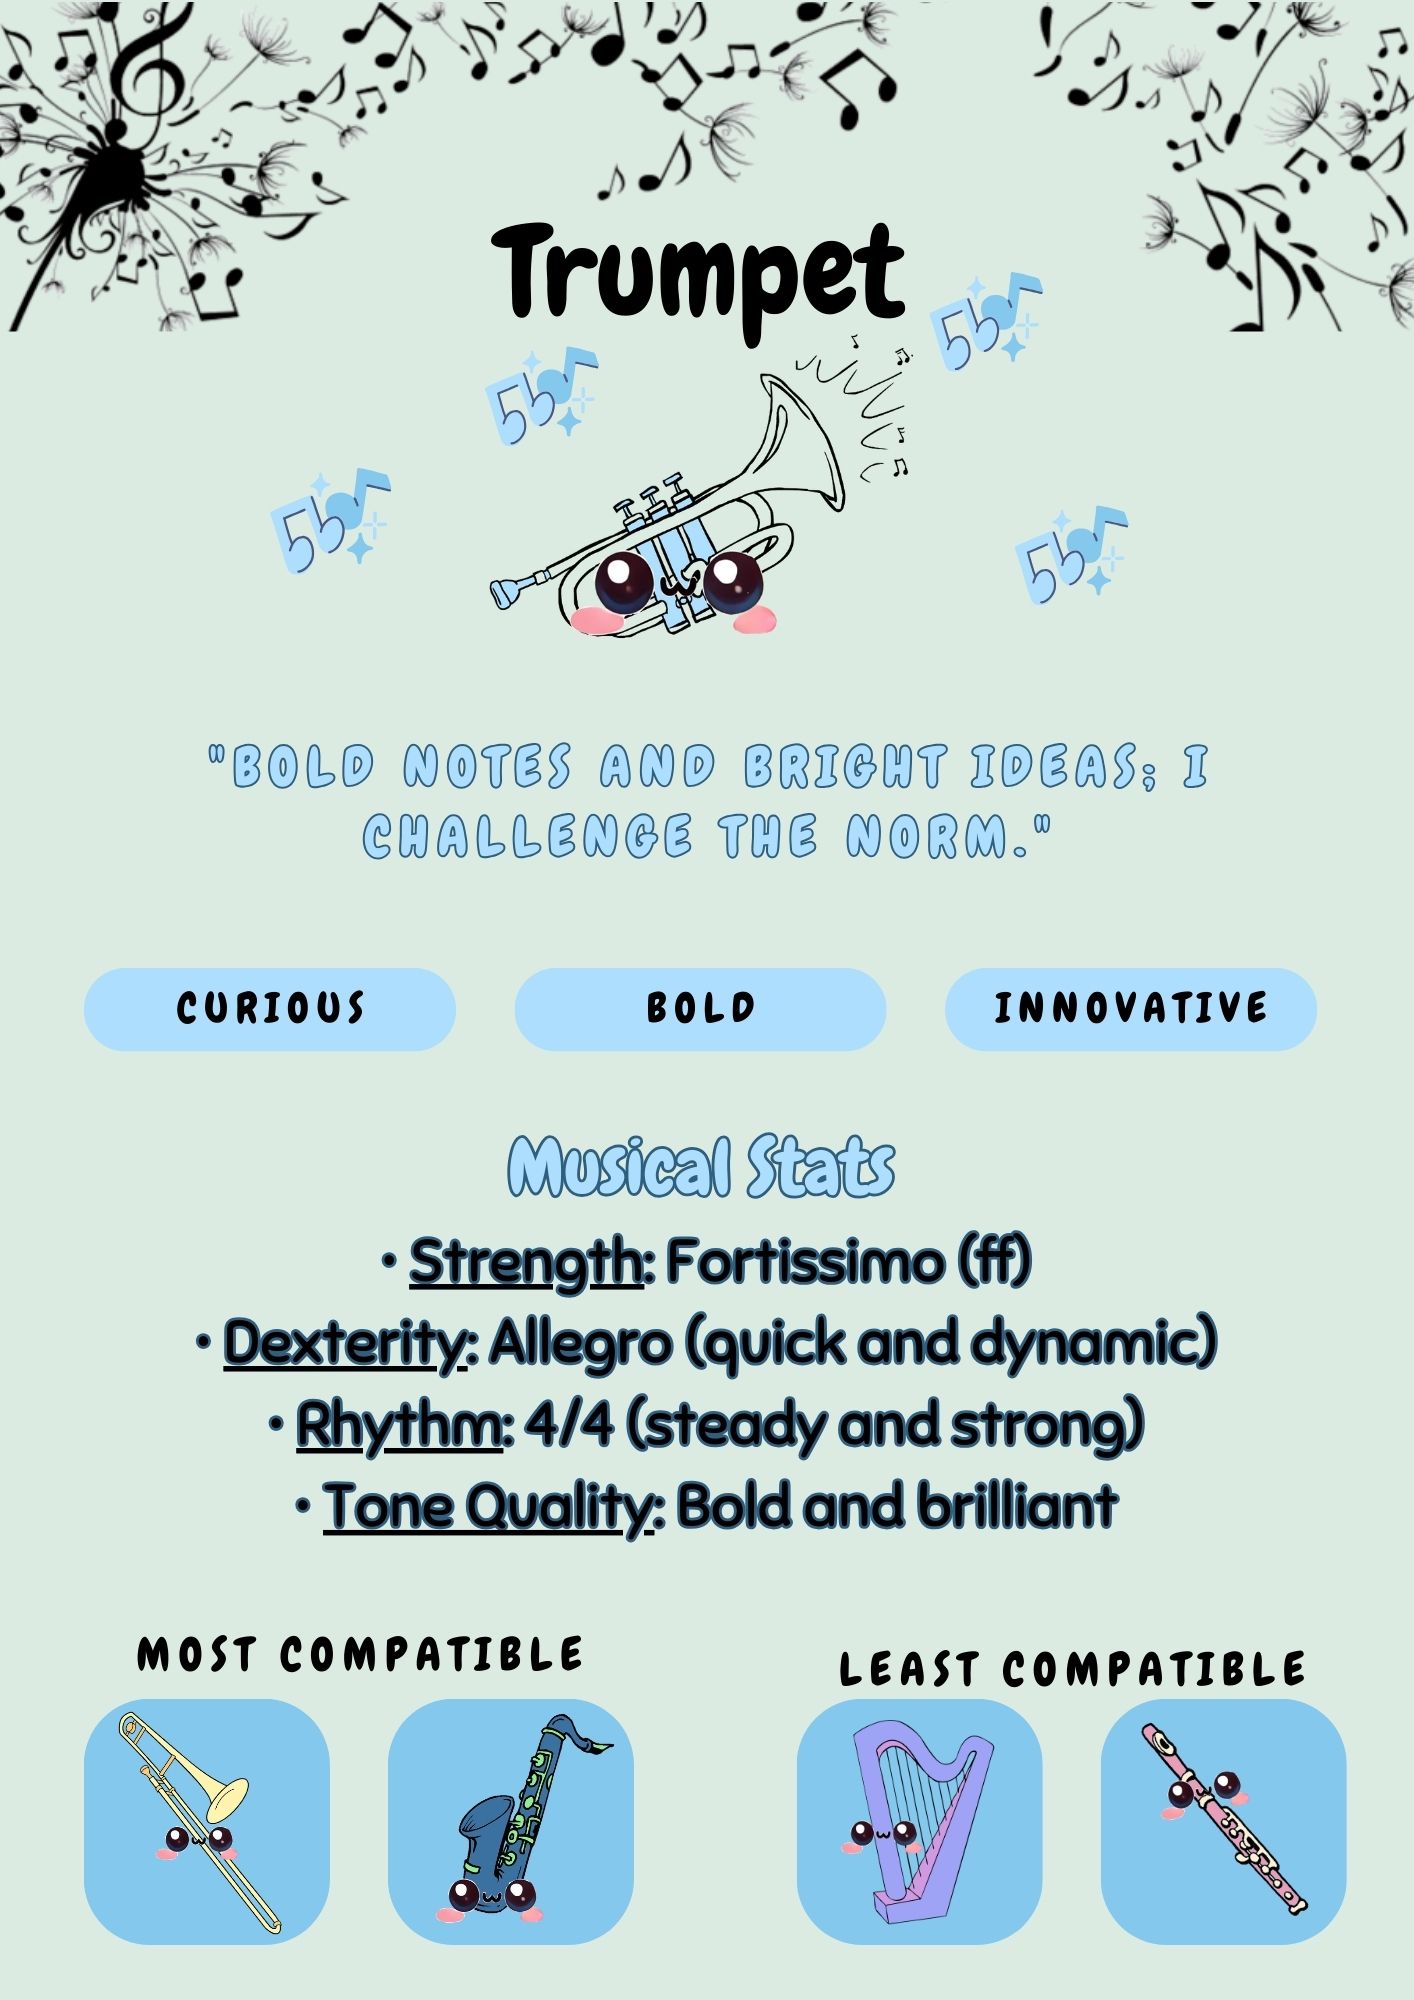 Trumpet
"BOLD NOTES AND BRIGHT IDEAS; I
CHALLENGE THE NORM."
CURIOUS
BOLD
INNOVATIVE
Musical Stats
• Strength: Fortissimo (ff)
• Dexterity: Allegro (quick and dynamic)
• Rhythm: 4/4 (steady and strong)
• Tone Quality: Bold and brilliant
MOST COMPATIBLE
LEAST COMPATIBLE